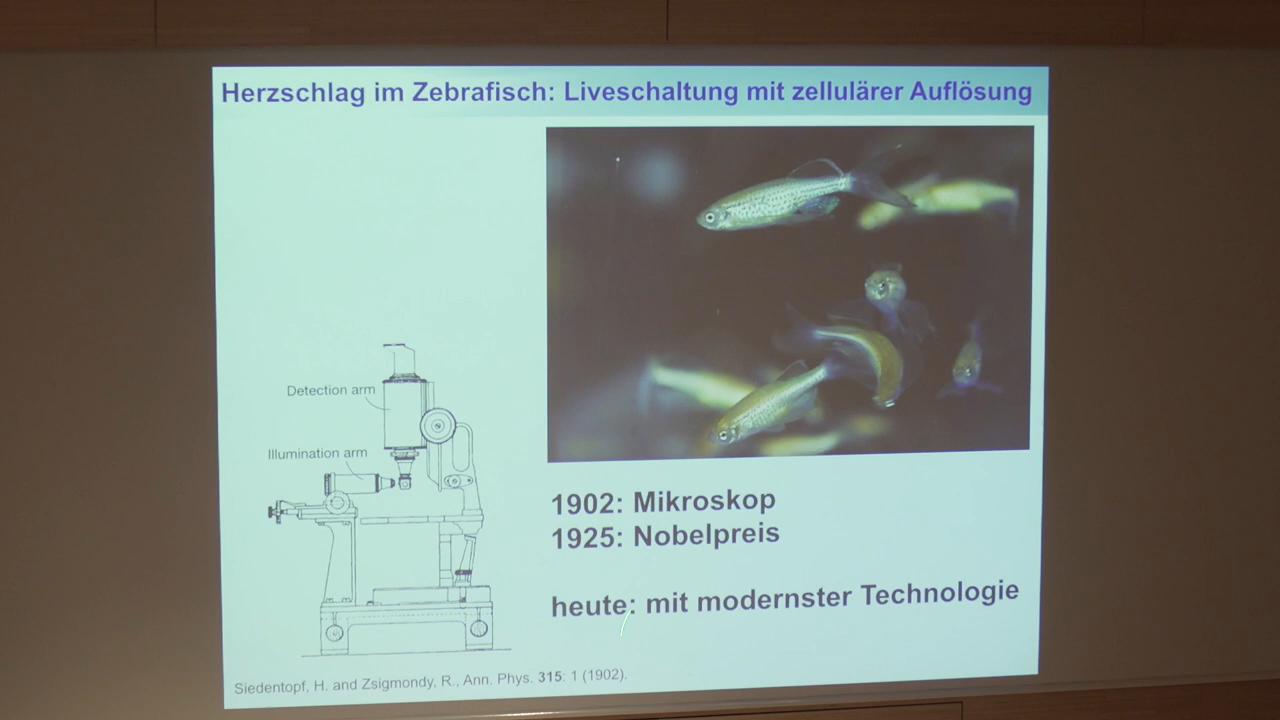 Herzschlag im Zebrafisch: Liveschaltung mit zellulärer Auflösung
Detection arm
Illumination arm
1902: Mikroskop
1925: Nobelpreis
heute: mit modernster Technologie
Siedentopf, H. and Zsigmondy, R., Ann. Phys. 315: 1 (1902).